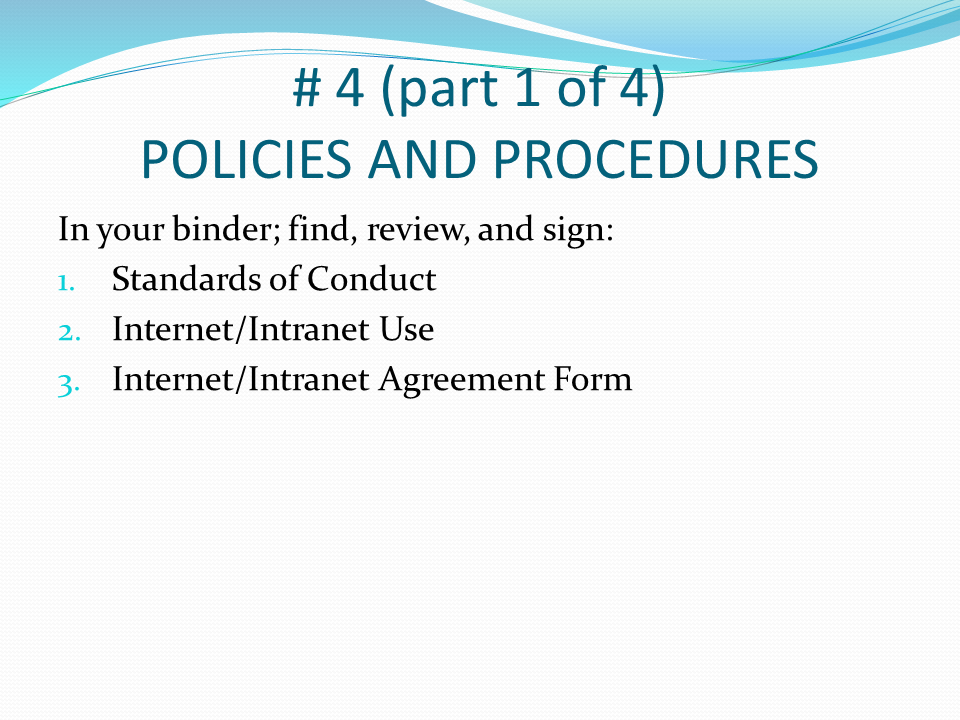 # 4 (part 1 of 4)
POLICIES AND PROCEDURES
In your binder; find, review, and sign:
1. Standards of Conduct
2. Internet/Intranet Use
3. Internet/Intranet Agreement Form